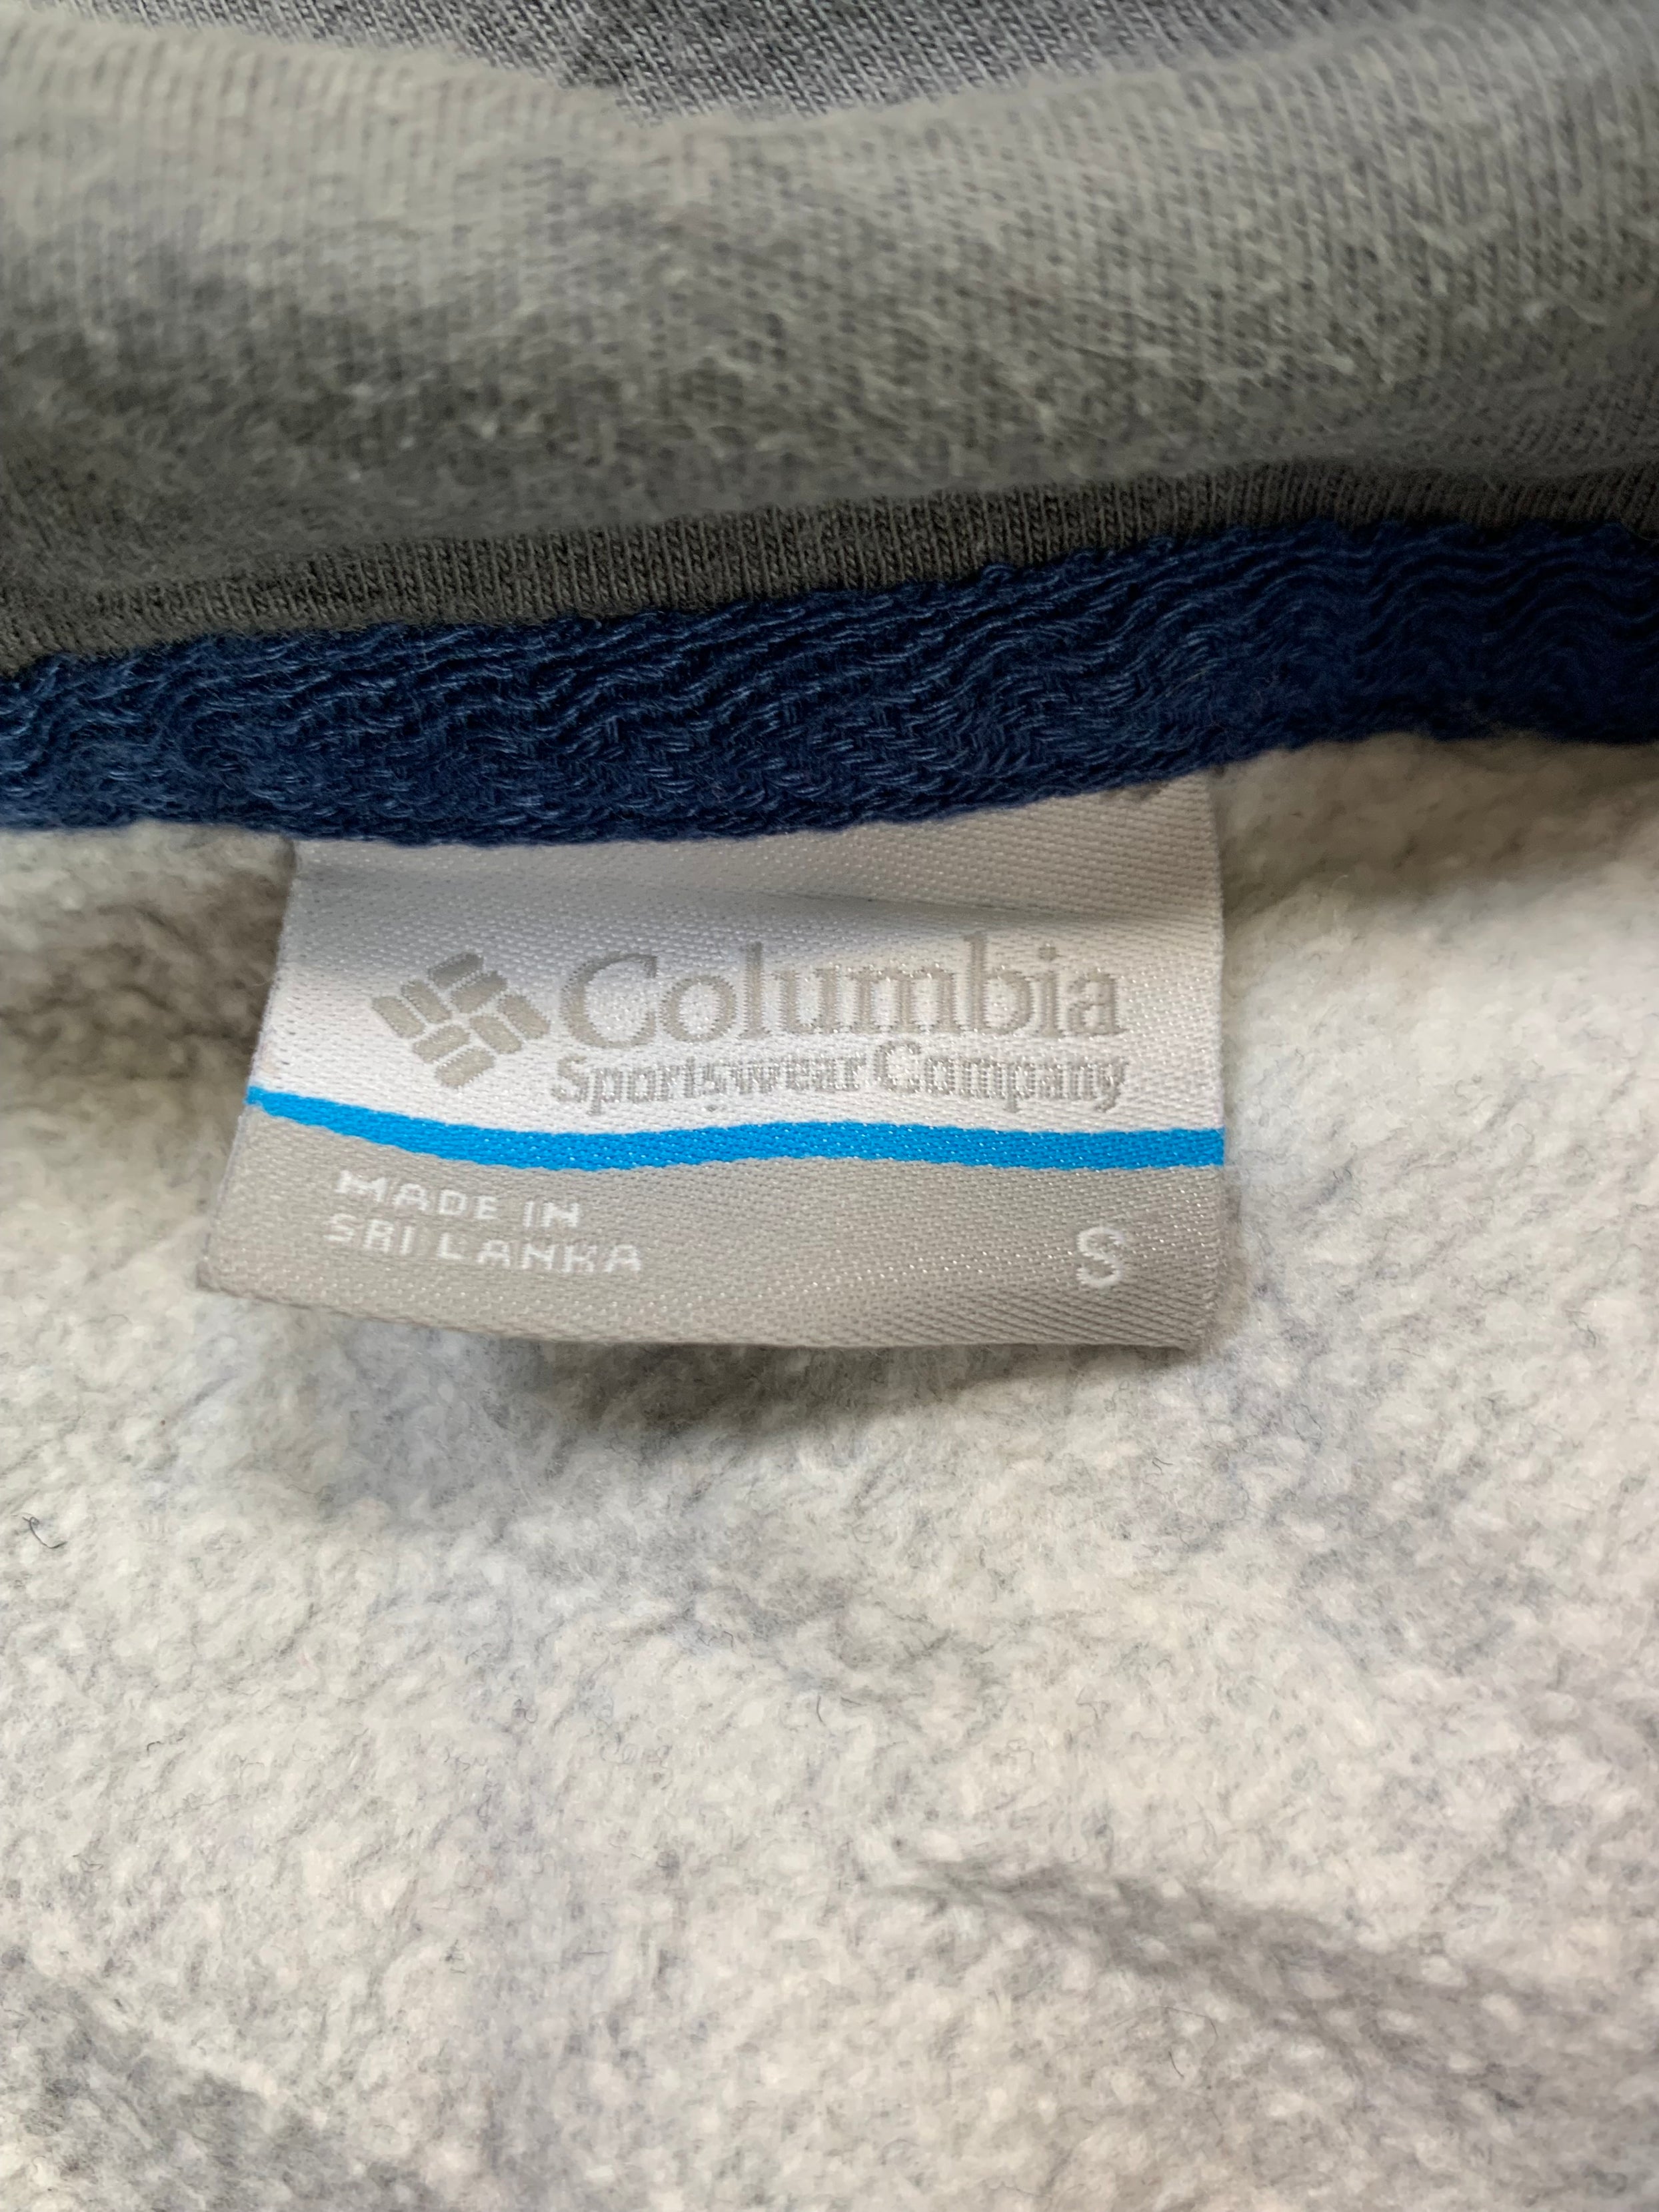 Columbia
Sportswear Company
MADE IN
SRI LANKA
S